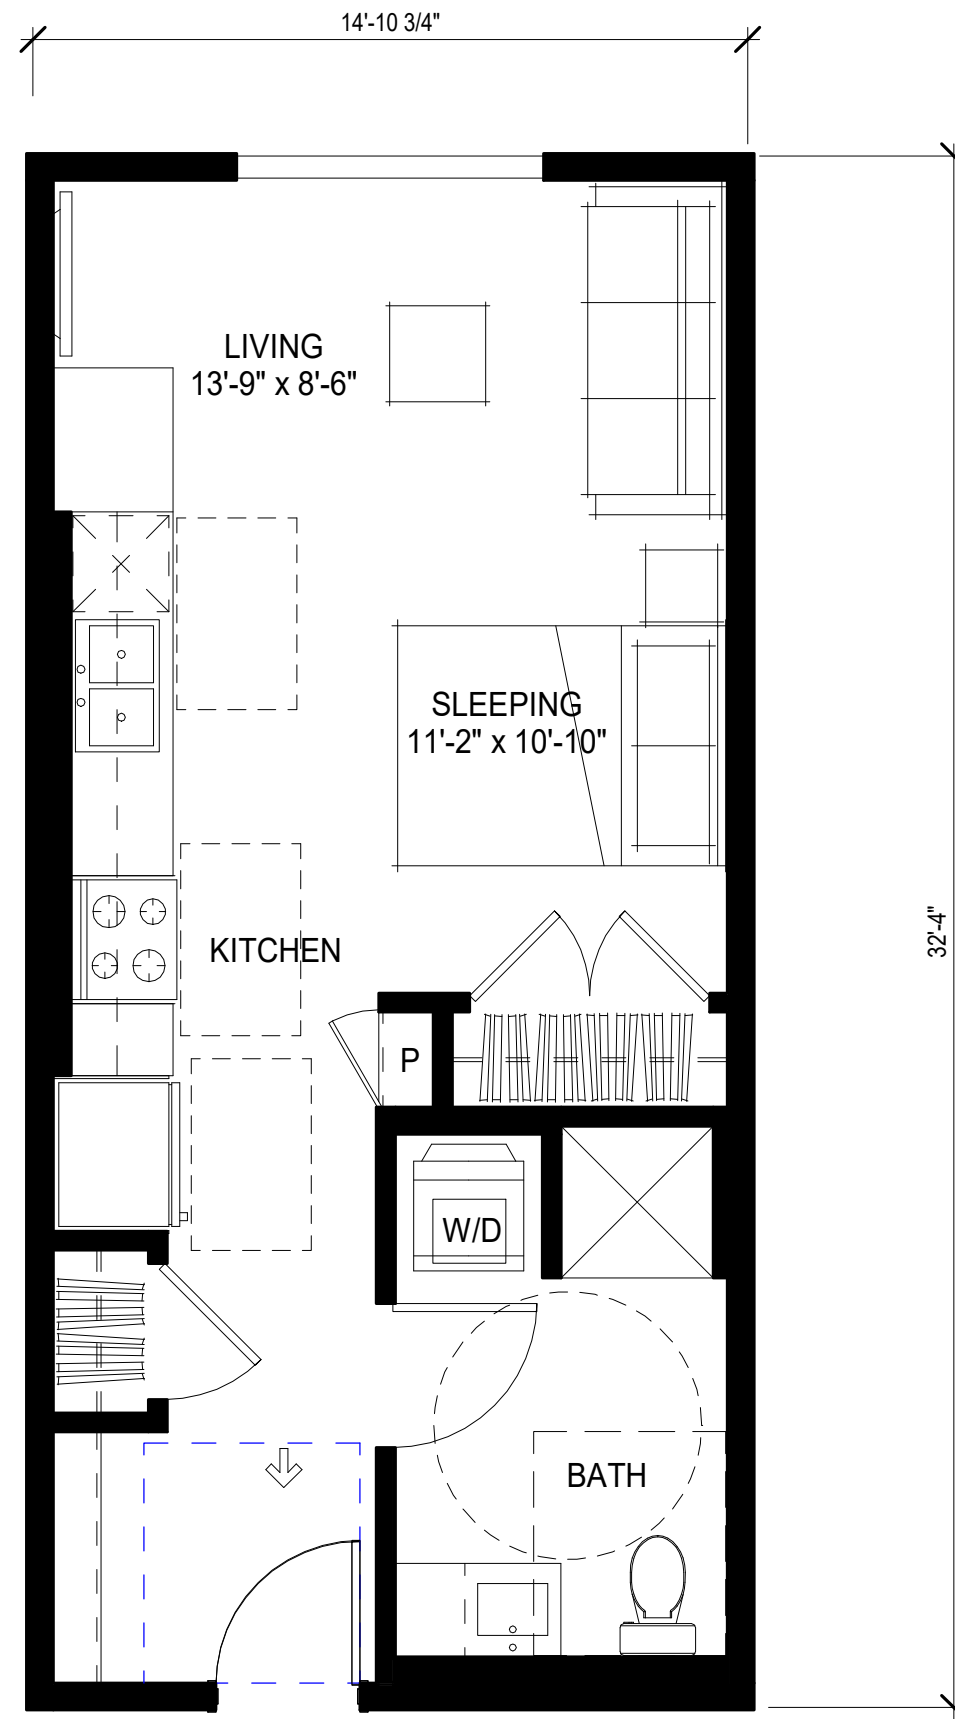 14'-10 3/4"
LIVING
13'-9" x 8'-6"
SLEEPING
11'-2" x 10'-10"
32'-4"
KITCHEN
P
W/D
BATH